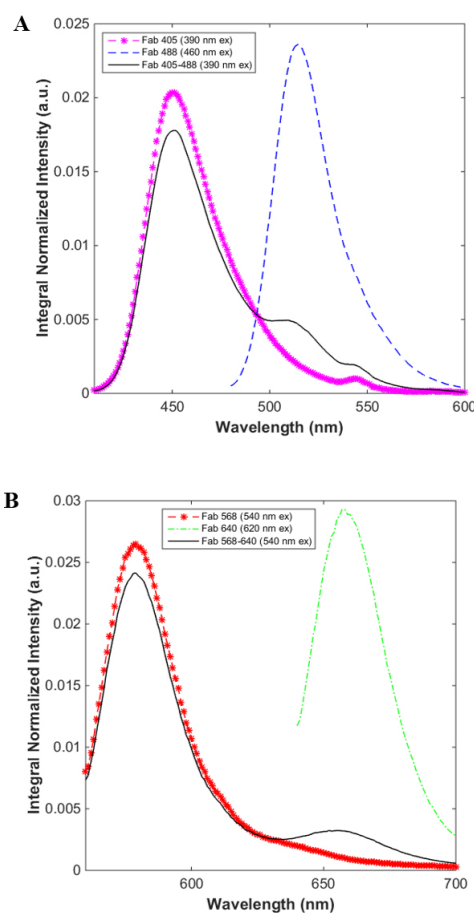 A
Fab 405 (390 nm ex)
Fab 488 (460 nm ex)
Fab 405-488 (390 nm ex)
Integral Normalized Intensity (a.u.)
0.025
0.02
0.015
0.01
0.005
0
450 500 550 600
Wavelength (nm)
B
Fab 568 (540 nm ex)
Fab 640 (620 nm ex)
Fab 568-640 (540 nm ex)
Integral Normalized Intensity (a.u.)
0.03
0.025
0.02
0.015
0.01
0.005
0
600 650 700
Wavelength (nm)